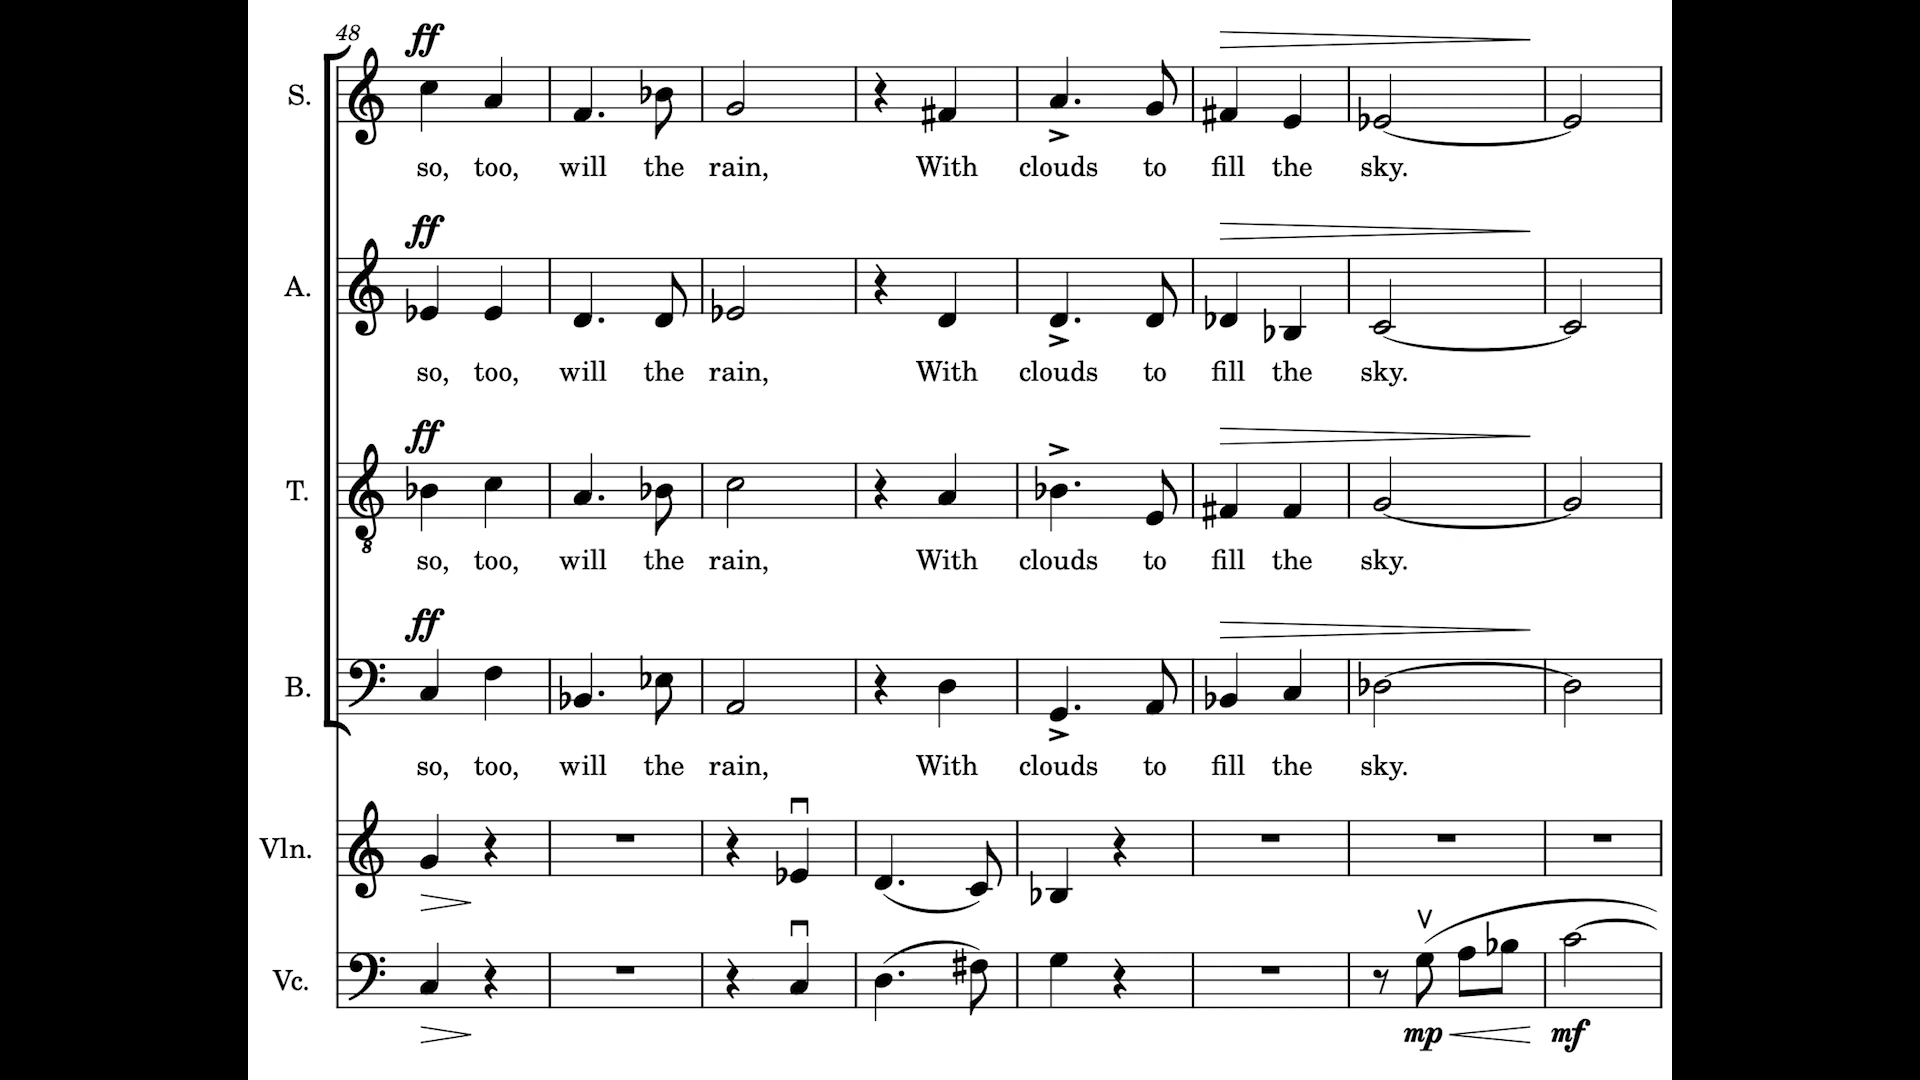 48
ff
S.
so, too, will the rain, With clouds to fill the sky.
ff
A.
so, too, will the rain, With clouds to fill the sky.
ff
T.
8
so, too, will the rain, With clouds to fill the sky.
ff
B.
so, too, will the rain, With clouds to fill the sky.
Vln.
Vc.
mp mf